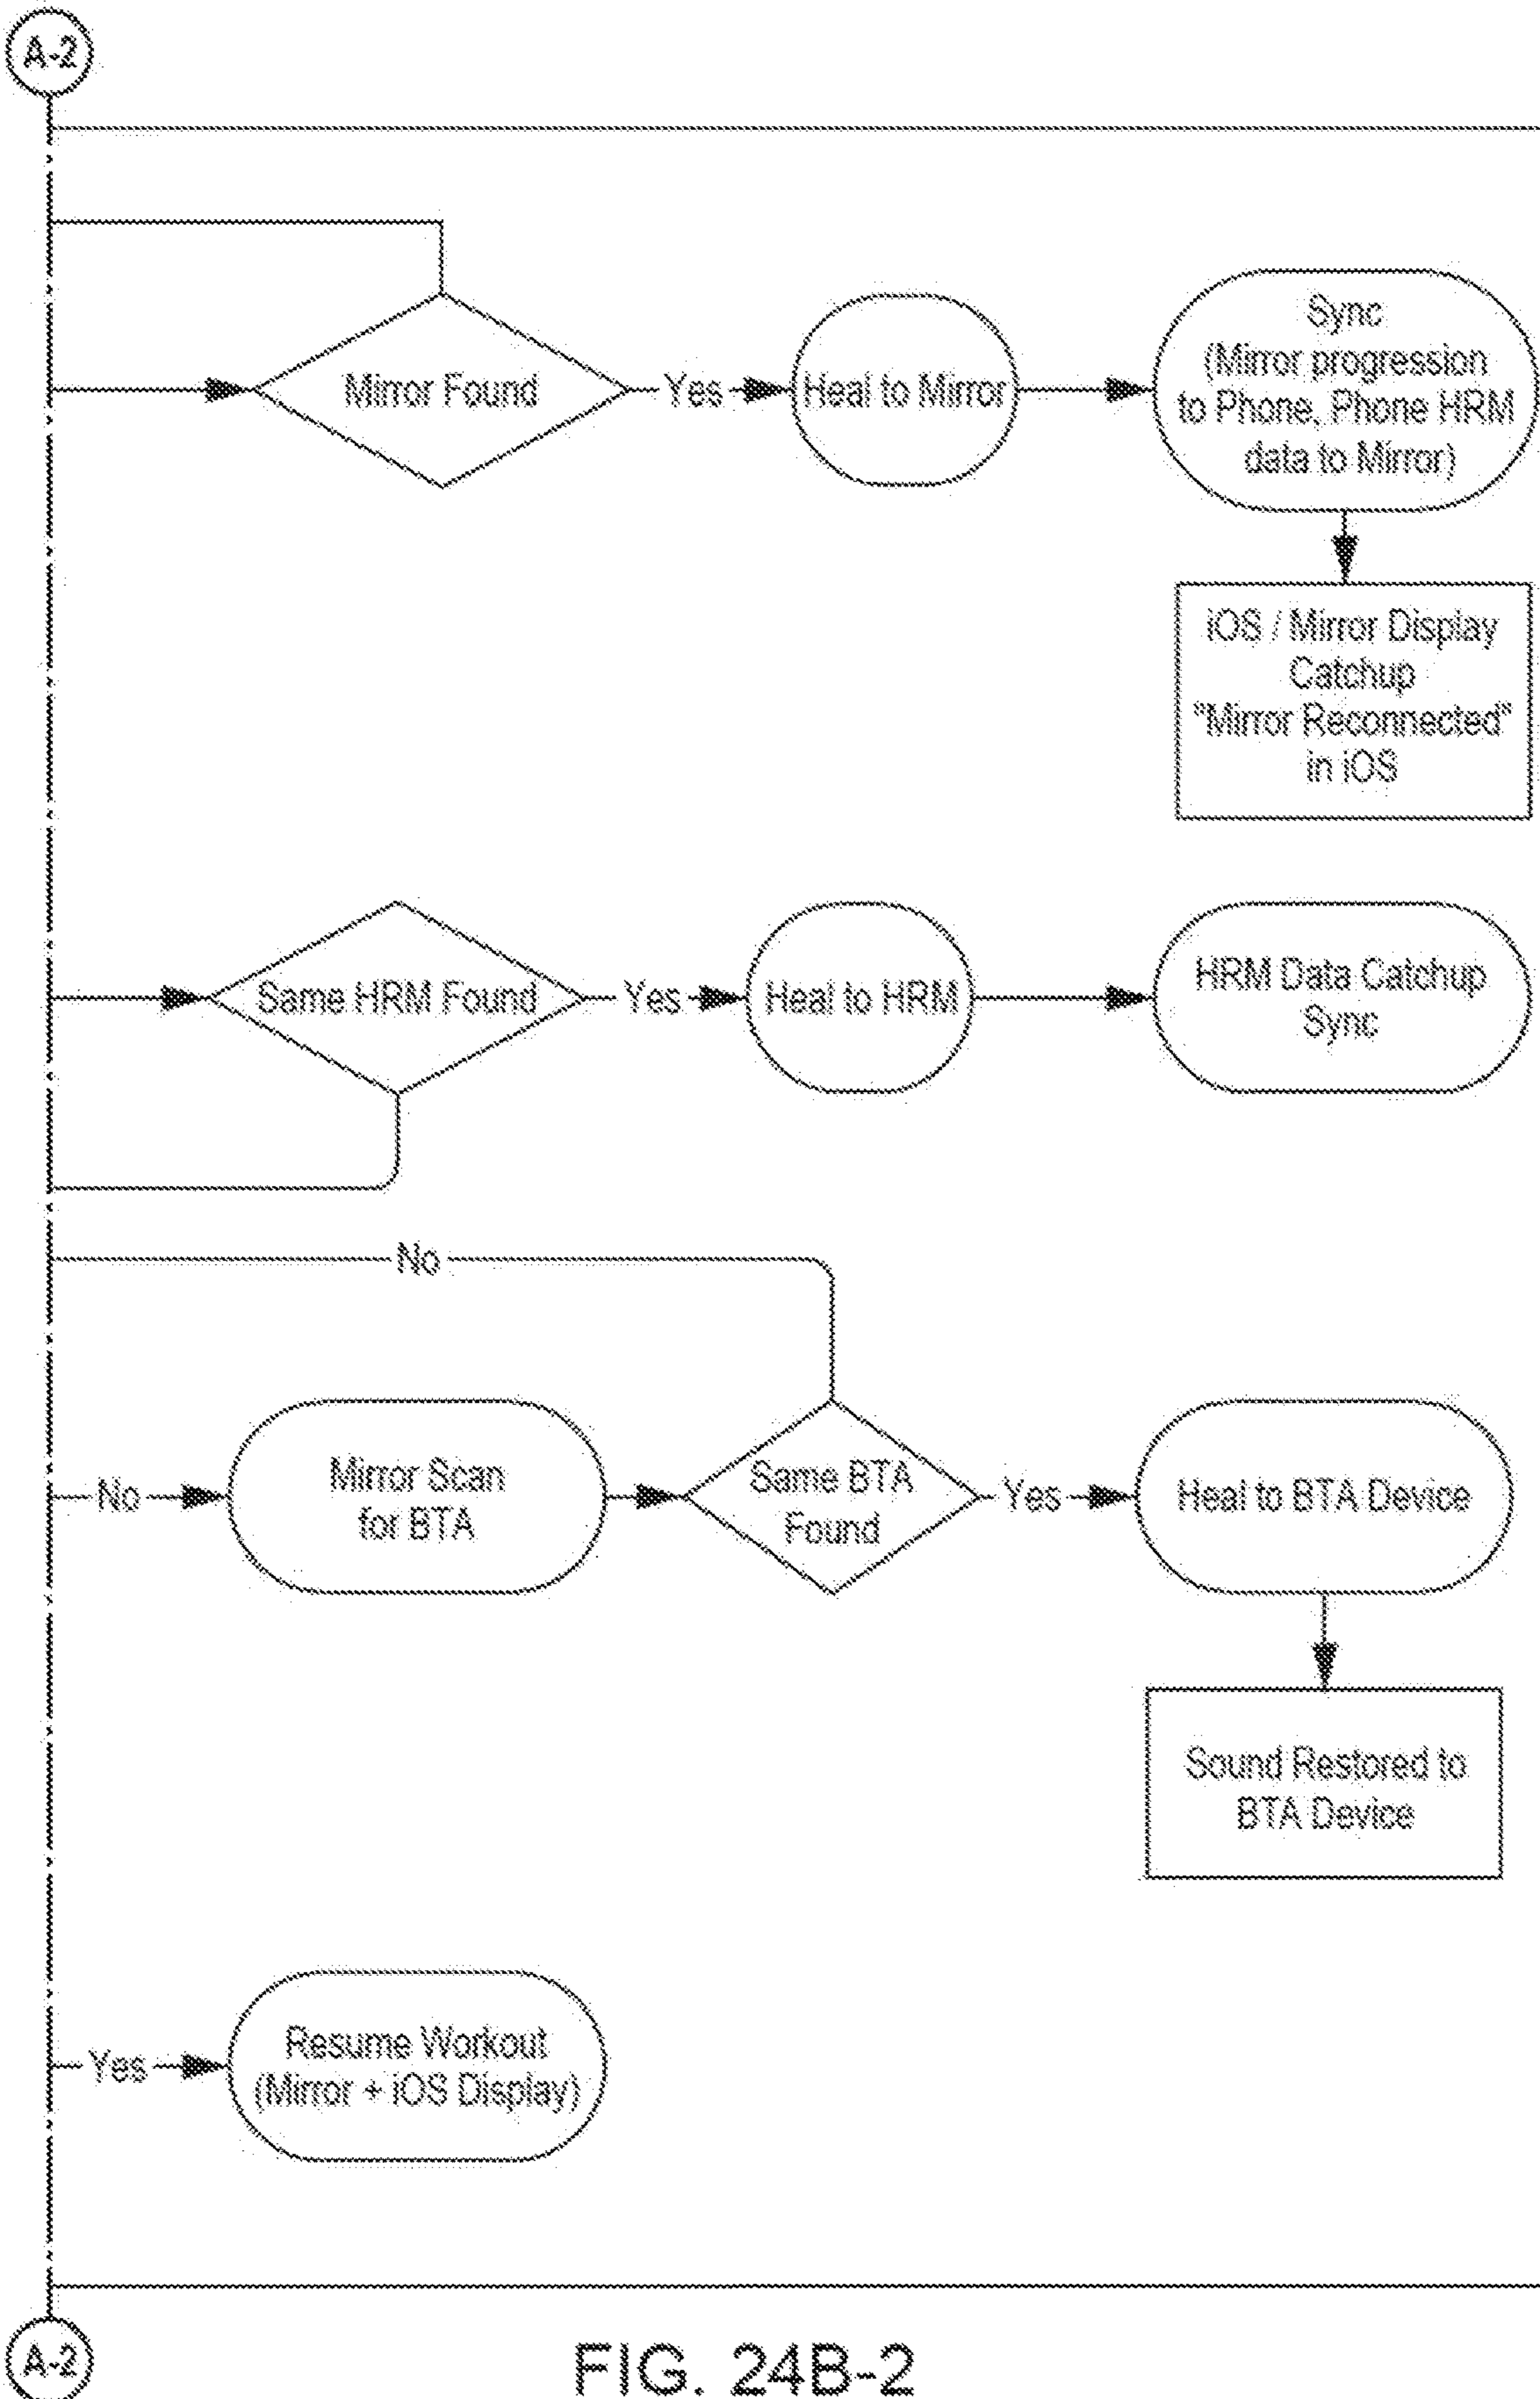 A-2
Mirror Found
Yes
Heal to Mirror
Sync
(Mirror progression
to Phone, Phone HRM
data to Mirror)
iOS / Mirror Display
Catchup
"Mirror Reconnected"
in iOS
Same HRM Found
Yes
Heal to HRM
HRM Data Catchup
Sync
No
No
Mirror Scan
for BTA
Same BTA
Found
Yes
Heal to BTA Device
Sound Restored to
BTA Device
Yes
Resume Workout
(Mirror + iOS Display)
A-2
FIG. 24B-2